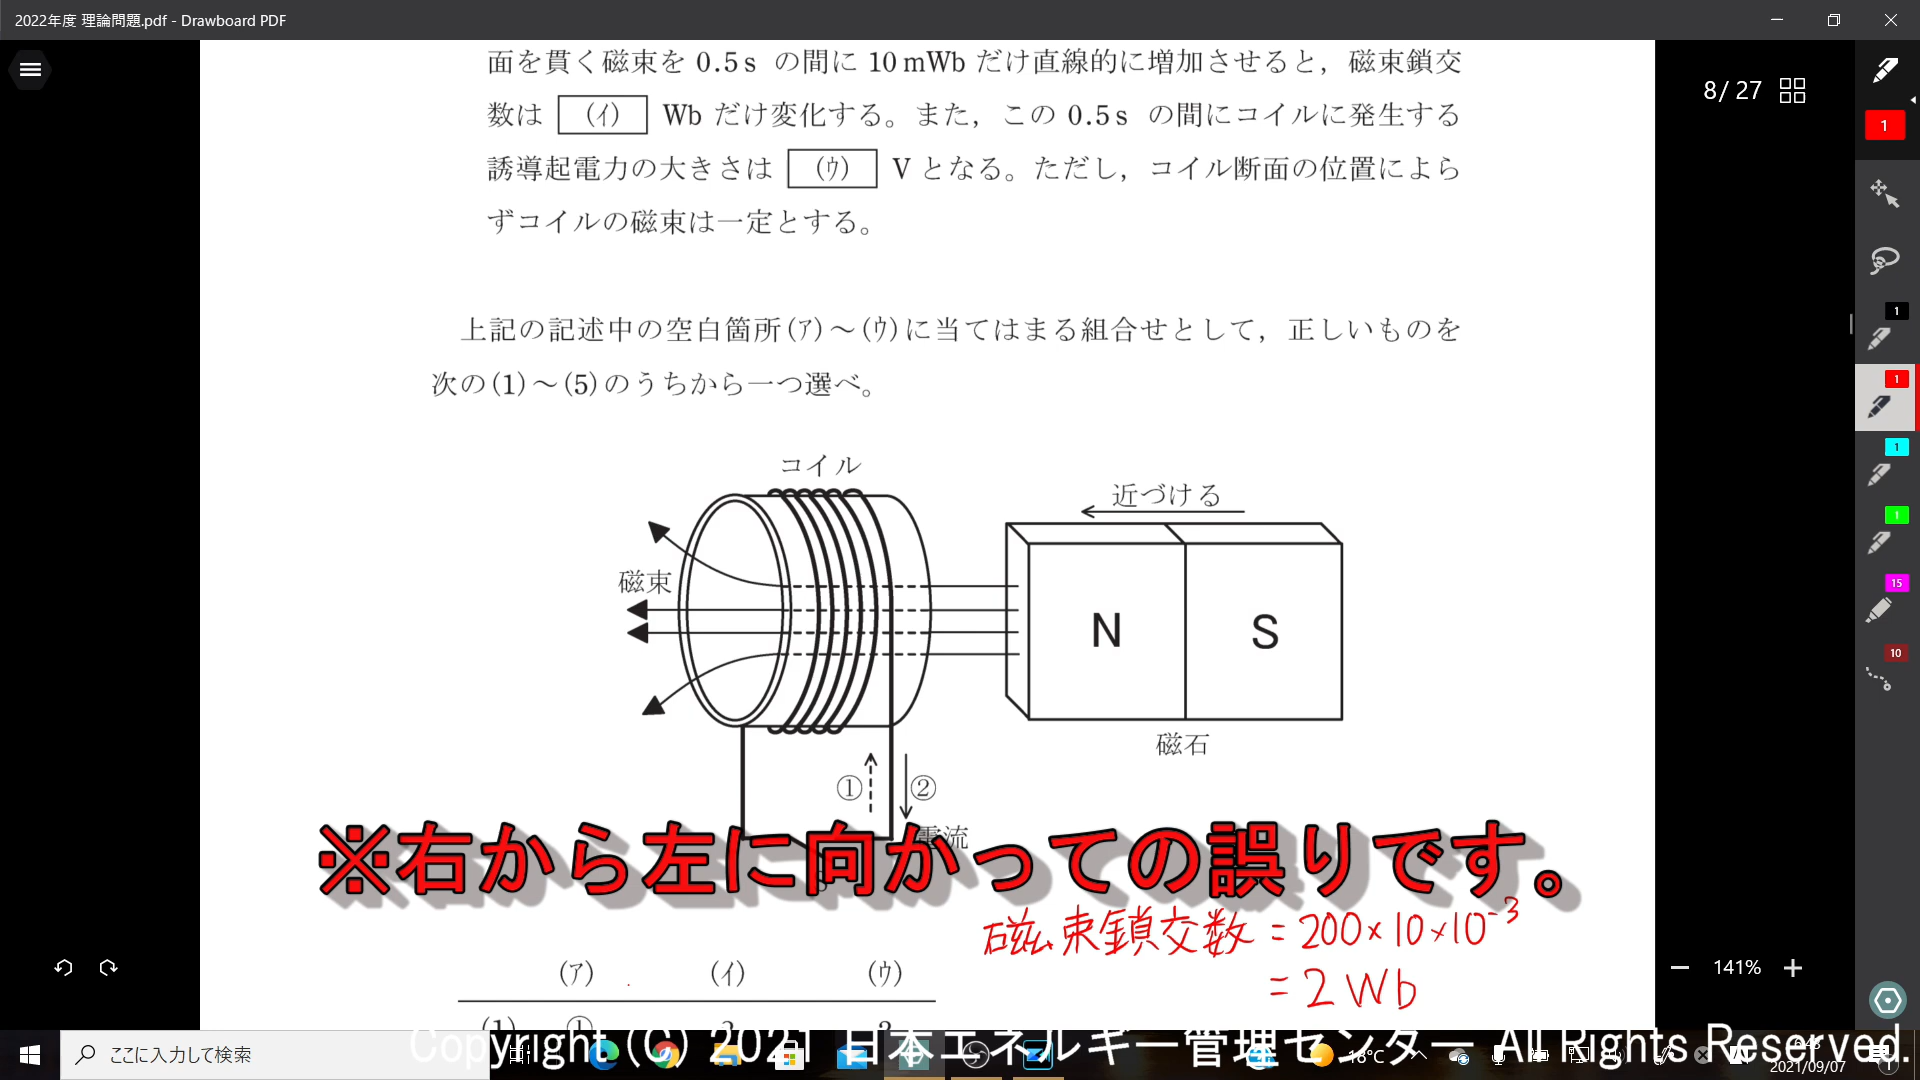 2022年度 理論問題.pdf - Drawboard PDF
面を貫く磁束を 0.5 s の間に 10 mWb だけ直線的に増加させると，磁束鎖交
数は (ｲ) Wb だけ変化する。また，この 0.5 s の間にコイルに発生する
誘導起電力の大きさは (ｳ) V となる。ただし，コイル断面の位置によら
ずコイルの磁束は一定とする。
8/ 27
1
上記の記述中の空白箇所(ｱ)～(ｳ)に当てはまる組合せとして，正しいものを
次の(1)～(5)のうちから一つ選べ。
1
1
1
1
15
10
コイル
近づける
磁束
N
S
磁石
① ②
電流
※右から左に向かっての誤りです。
磁束鎖交数 = 200×10×10⁻³
= 2 Wb
(ｱ) (ｲ) (ｳ)
(1) ① 2
141%
Copyright (C) 2021 日本エネルギー管理センター All Rights Reserved.
ここに入力して検索
18°C
2021/09/07
1